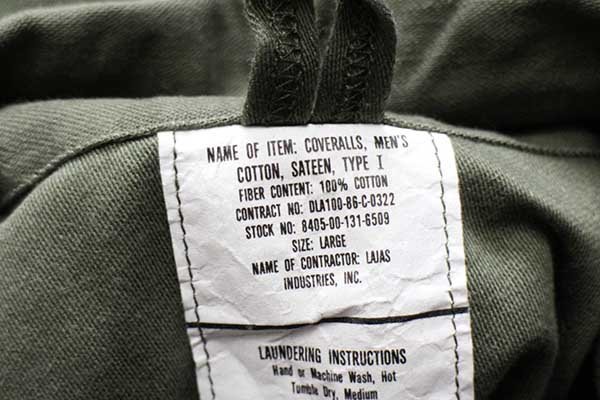 NAME OF ITEM: COVERALLS, MEN'S
COTTON, SATEEN, TYPE I
FIBER CONTENT: 100% COTTON
CONTRACT NO: DLA100-86-C-0322
STOCK NO: 8405-00-131-6509
SIZE: LARGE
NAME OF CONTRACTOR: LAJAS
INDUSTRIES, INC.
LAUNDERING INSTRUCTIONS
Hand or Machine Wash, Hot
Tumble Dry, Medium